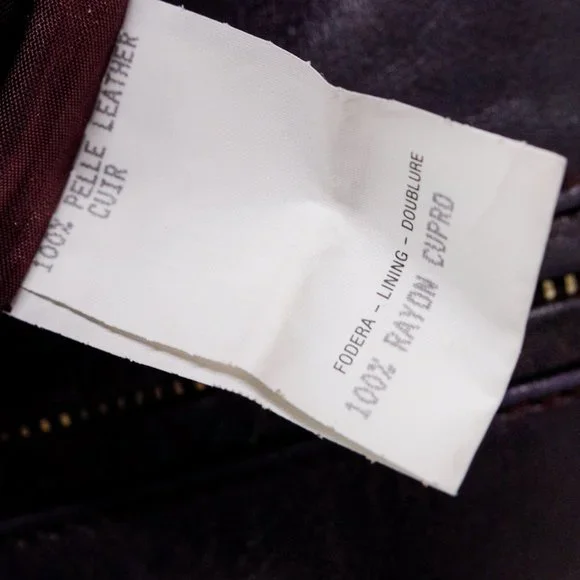 100% PELLE LEATHER
CUIR
FODERA - LINING - DOUBLURE
100% RAYON CUPRO